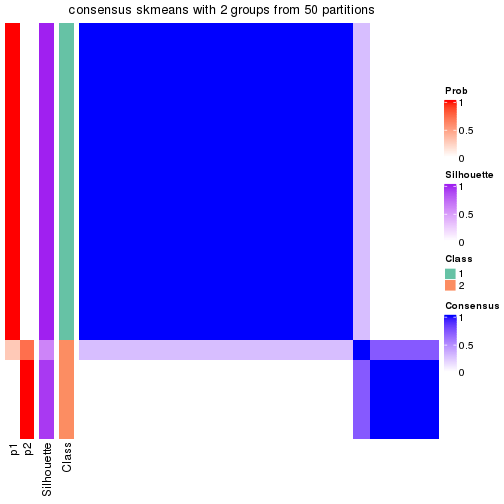 consensus skmeans with 2 groups from 50 partitions
Prob
1
0.5
0
Silhouette
1
0.5
0
Class
1
2
Consensus
1
0.5
0
p1
p2
Silhouette
Class